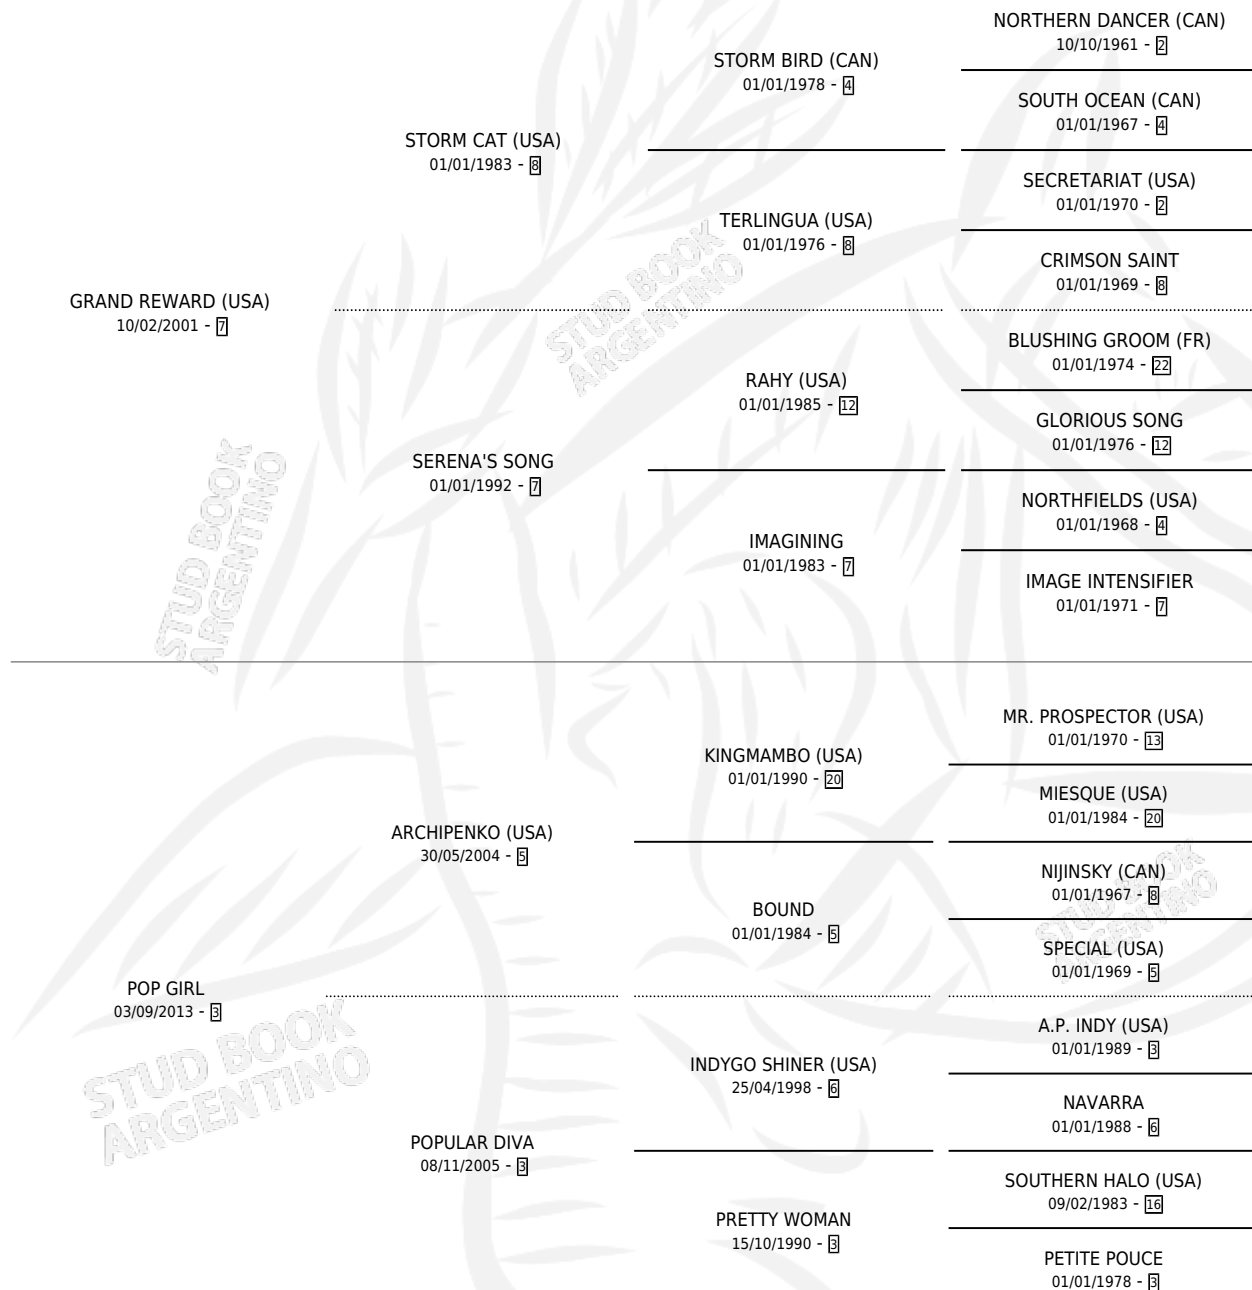 NORTHERN DANCER (CAN)
10/10/1961 - 2
STORM BIRD (CAN)
01/01/1978 - 4
SOUTH OCEAN (CAN)
01/01/1967 - 4
STORM CAT (USA)
01/01/1983 - 8
SECRETARIAT (USA)
01/01/1970 - 2
TERLINGUA (USA)
01/01/1976 - 8
CRIMSON SAINT
01/01/1969 - 8
GRAND REWARD (USA)
10/02/2001 - 7
BLUSHING GROOM (FR)
01/01/1974 - 22
RAHY (USA)
01/01/1985 - 12
GLORIOUS SONG
01/01/1976 - 12
SERENA'S SONG
01/01/1992 - 7
NORTHFIELDS (USA)
01/01/1968 - 4
IMAGINING
01/01/1983 - 7
IMAGE INTENSIFIER
01/01/1971 - 7
MR. PROSPECTOR (USA)
01/01/1970 - 13
KINGMAMBO (USA)
01/01/1990 - 20
MIESQUE (USA)
01/01/1984 - 20
ARCHIPENKO (USA)
30/05/2004 - 5
NIJINSKY (CAN)
01/01/1967 - 8
BOUND
01/01/1984 - 5
SPECIAL (USA)
01/01/1969 - 5
POP GIRL
03/09/2013 - 3
A.P. INDY (USA)
01/01/1989 - 3
INDYGO SHINER (USA)
25/04/1998 - 6
NAVARRA
01/01/1988 - 6
POPULAR DIVA
08/11/2005 - 3
SOUTHERN HALO (USA)
09/02/1983 - 16
PRETTY WOMAN
15/10/1990 - 3
PETITE POUCE
01/01/1978 - 3
STUD BOOK
ARGENTINO
STUD BOOK
ARGENTINO
STUD BOOK
ARGENTINO
STUD BOOK
ARGENTINO